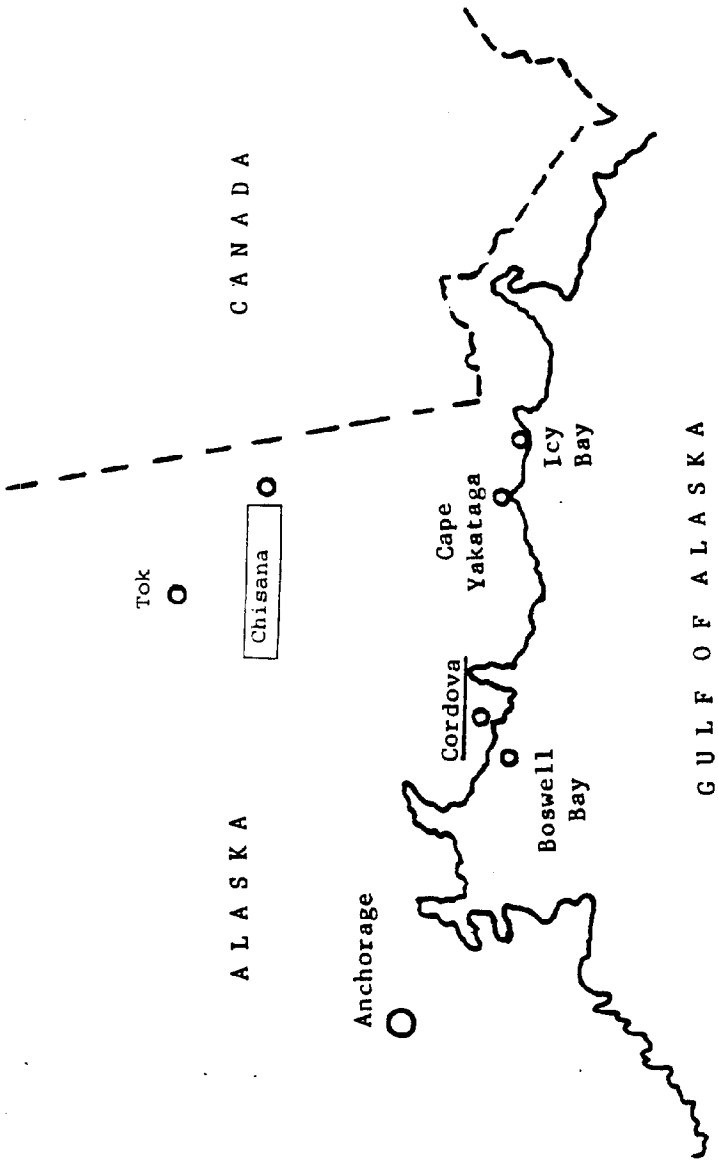 CANADA
Tok
Chisana
ALASKA
Cape
Yakataga
Icy
Bay
Cordova
Boswell
Bay
Anchorage
GULF OF ALASKA